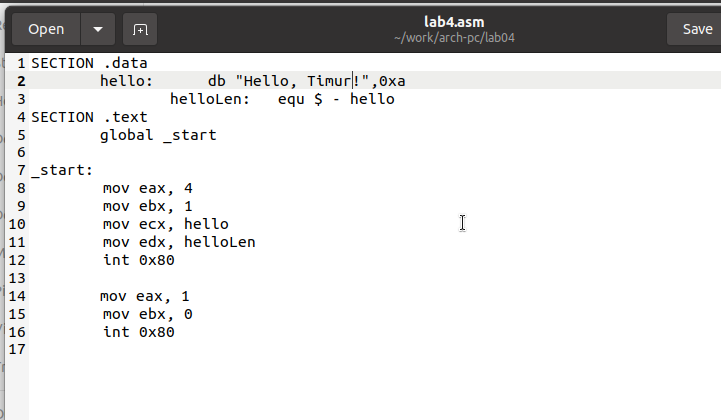 Open
lab4.asm
~/work/arch-pc/lab04
Save
1 SECTION .data
2 hello: db "Hello, Timur!",0xa
3 helloLen: equ $ - hello
4 SECTION .text
5 global _start
6
7 _start:
8 mov eax, 4
9 mov ebx, 1
10 mov ecx, hello
11 mov edx, helloLen
12 int 0x80
13
14 mov eax, 1
15 mov ebx, 0
16 int 0x80
17